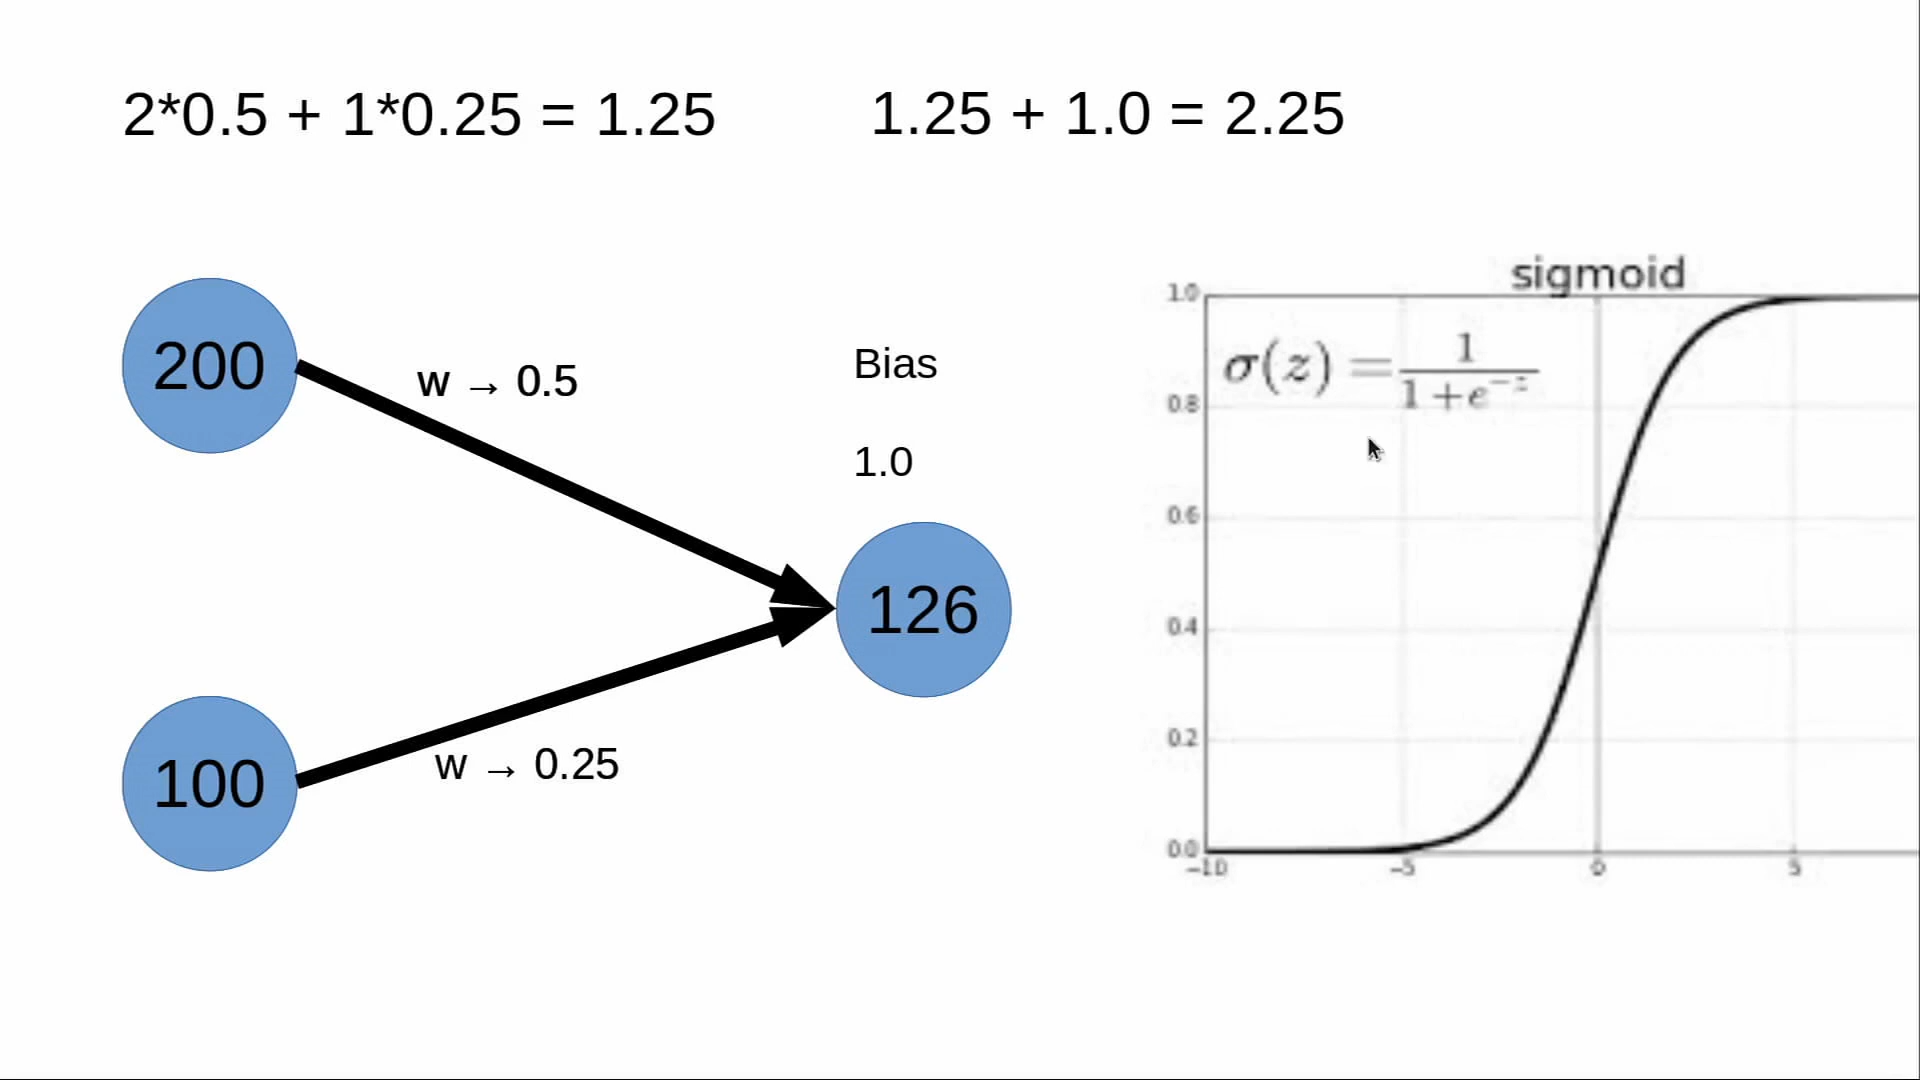 2*0.5 + 1*0.25 = 1.25
1.25 + 1.0 = 2.25
200
w → 0.5
Bias
1.0
126
100
w → 0.25
sigmoid
σ(z) = 1/(1+e^{-z})
1.0
0.8
0.6
0.4
0.2
0.0
-10 -5 0 5